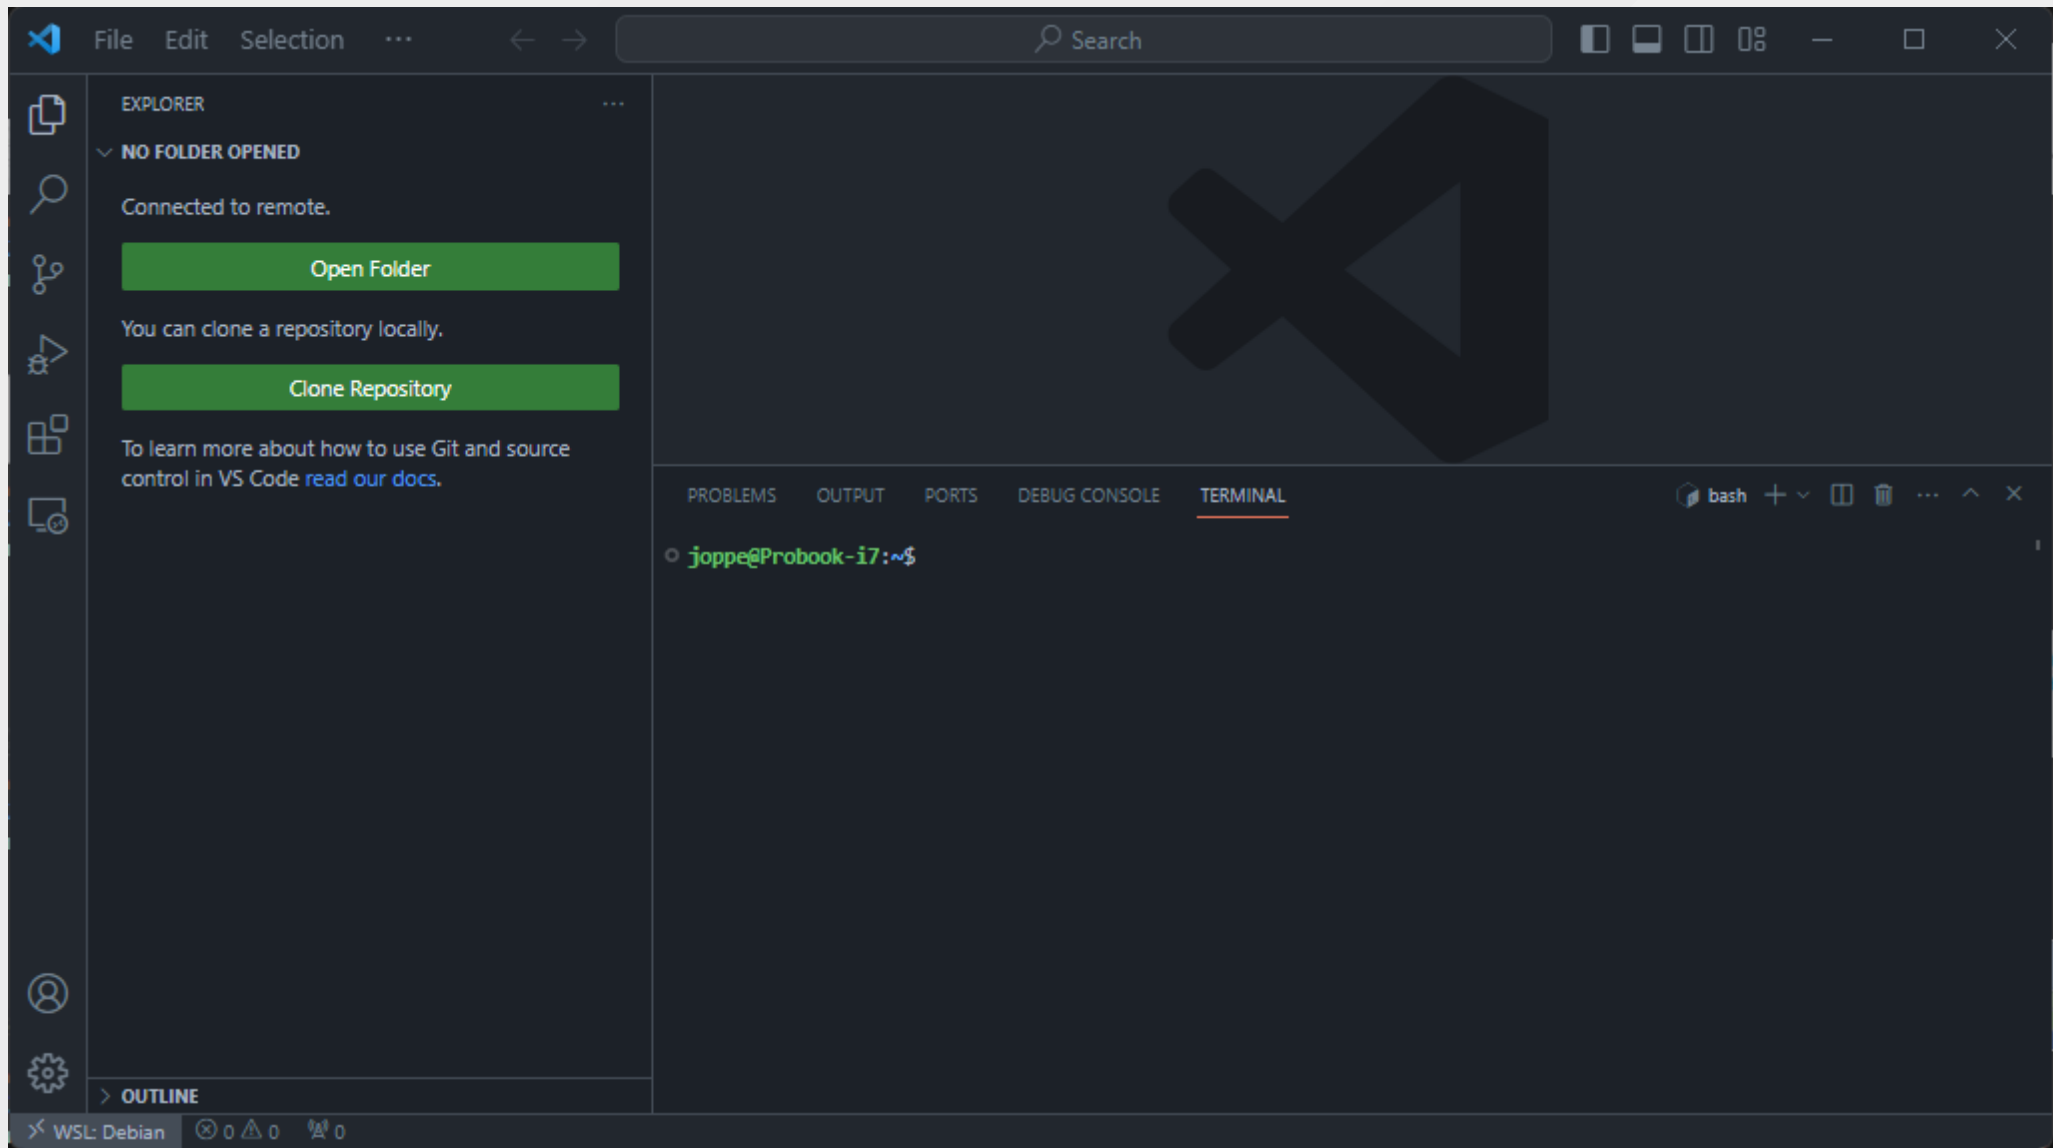 File Edit Selection ··· Search
EXPLORER ···
NO FOLDER OPENED
Connected to remote.
Open Folder
You can clone a repository locally.
Clone Repository
To learn more about how to use Git and source
control in VS Code read our docs.
PROBLEMS OUTPUT PORTS DEBUG CONSOLE TERMINAL bash ···
joppe@Probook-i7:~$
OUTLINE
WSL: Debian 0 0 0